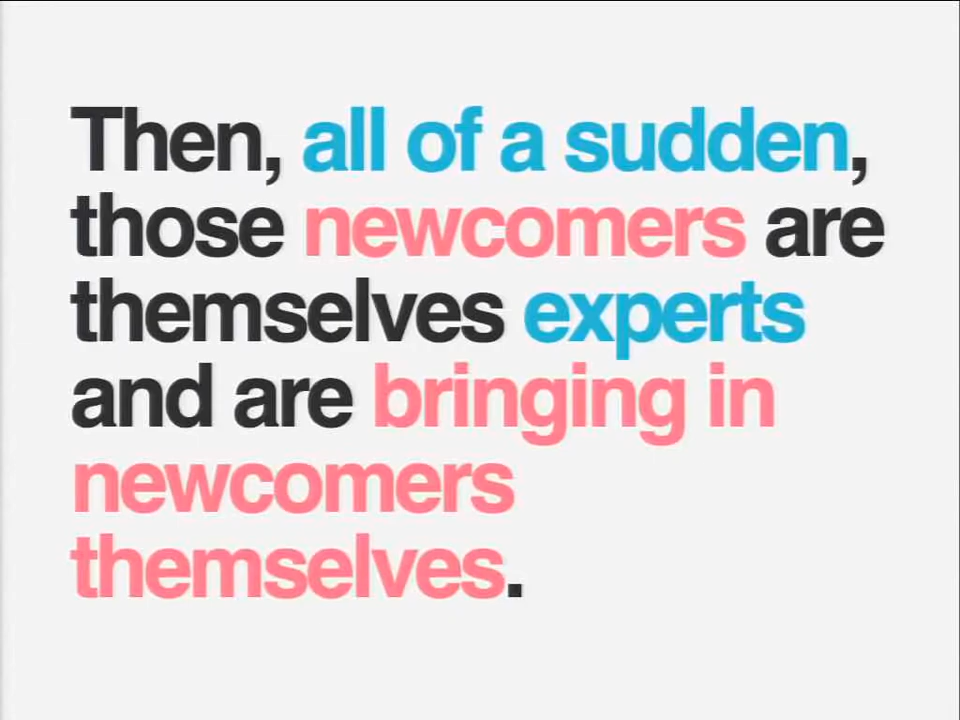 Then, all of a sudden,
those newcomers are
themselves experts
and are bringing in
newcomers
themselves.